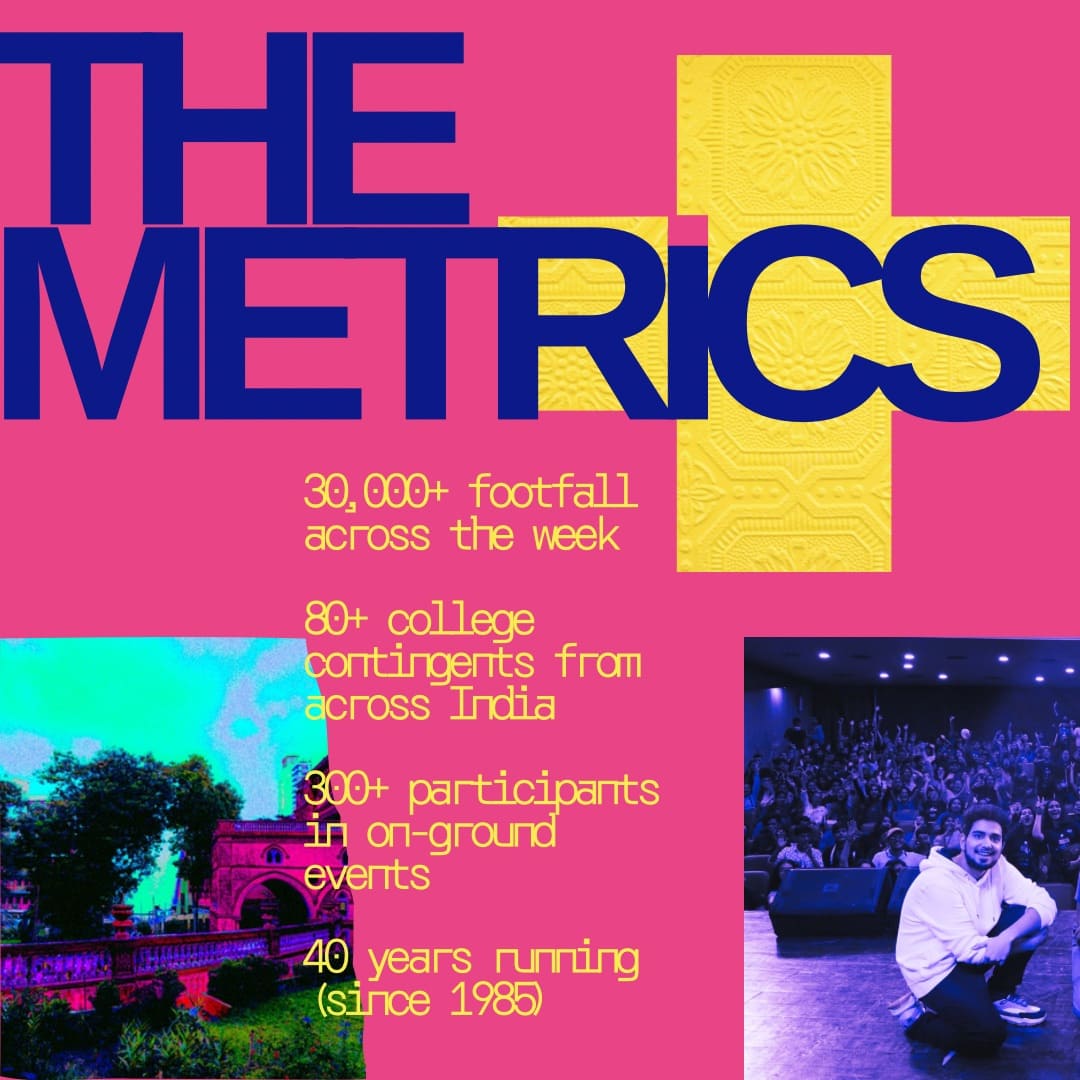 THE
METRiCS
30,000+ footfall
across the week
80+ college
contingents from
across India
300+ participants
in on-ground
events
40 years running
(since 1985)